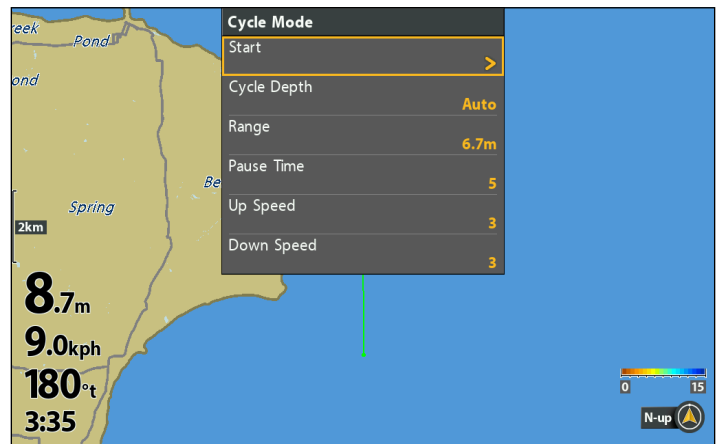 Cycle Mode
Start
>
Cycle Depth
Auto
Range
6.7m
Pause Time
5
Up Speed
3
Down Speed
3
reek
Pond
ond
Be
Spring
2km
8.7m
9.0kph
180°t
3:35
0 15
N-up